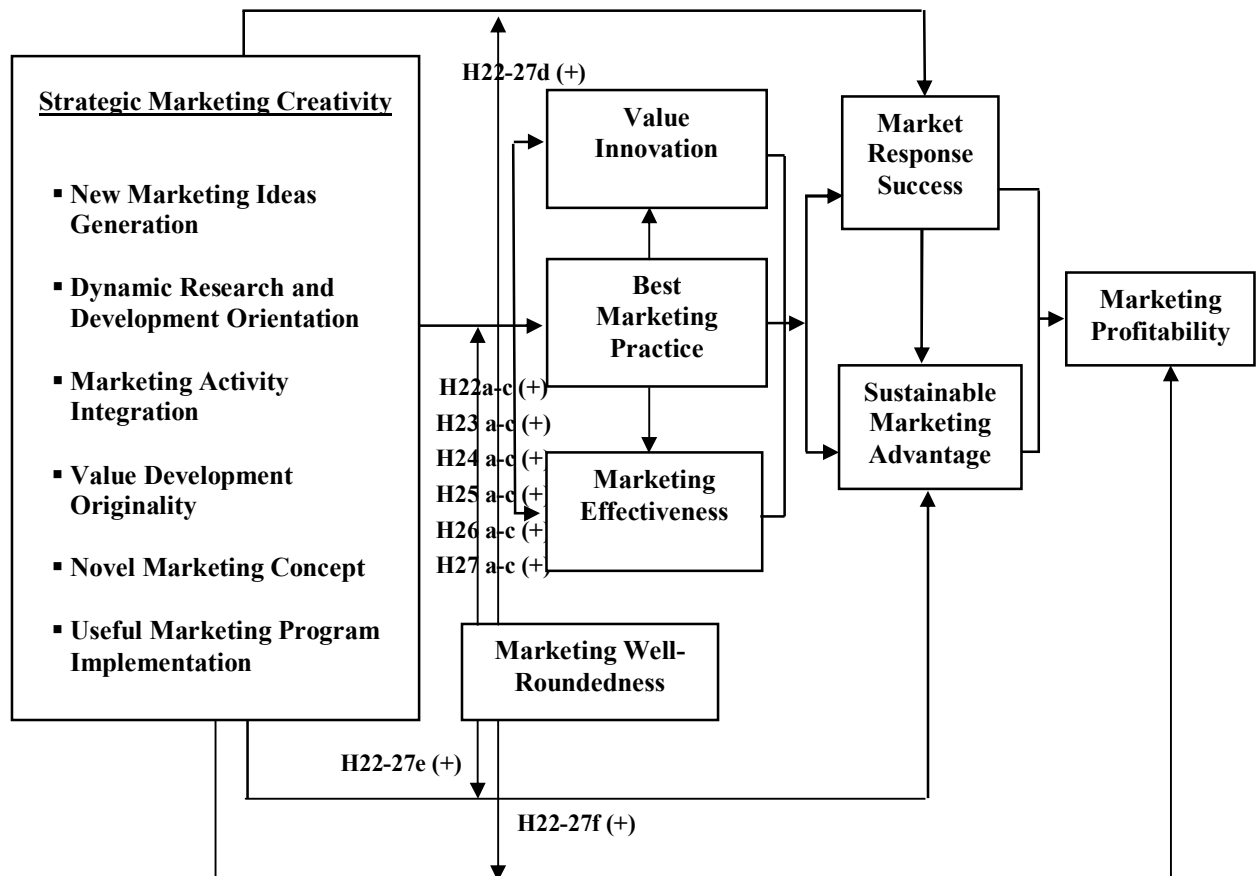 H22-27d (+)
Strategic Marketing Creativity
▪ New Marketing Ideas
Generation
▪ Dynamic Research and
Development Orientation
▪ Marketing Activity
Integration
▪ Value Development
Originality
▪ Novel Marketing Concept
▪ Useful Marketing Program
Implementation
Value
Innovation
Best
Marketing
Practice
Marketing
Effectiveness
H22a-c (+)
H23 a-c (+)
H24 a-c (+)
H25 a-c (+)
H26 a-c (+)
H27 a-c (+)
Marketing Well-
Roundedness
Market
Response
Success
Sustainable
Marketing
Advantage
Marketing
Profitability
H22-27e (+)
H22-27f (+)